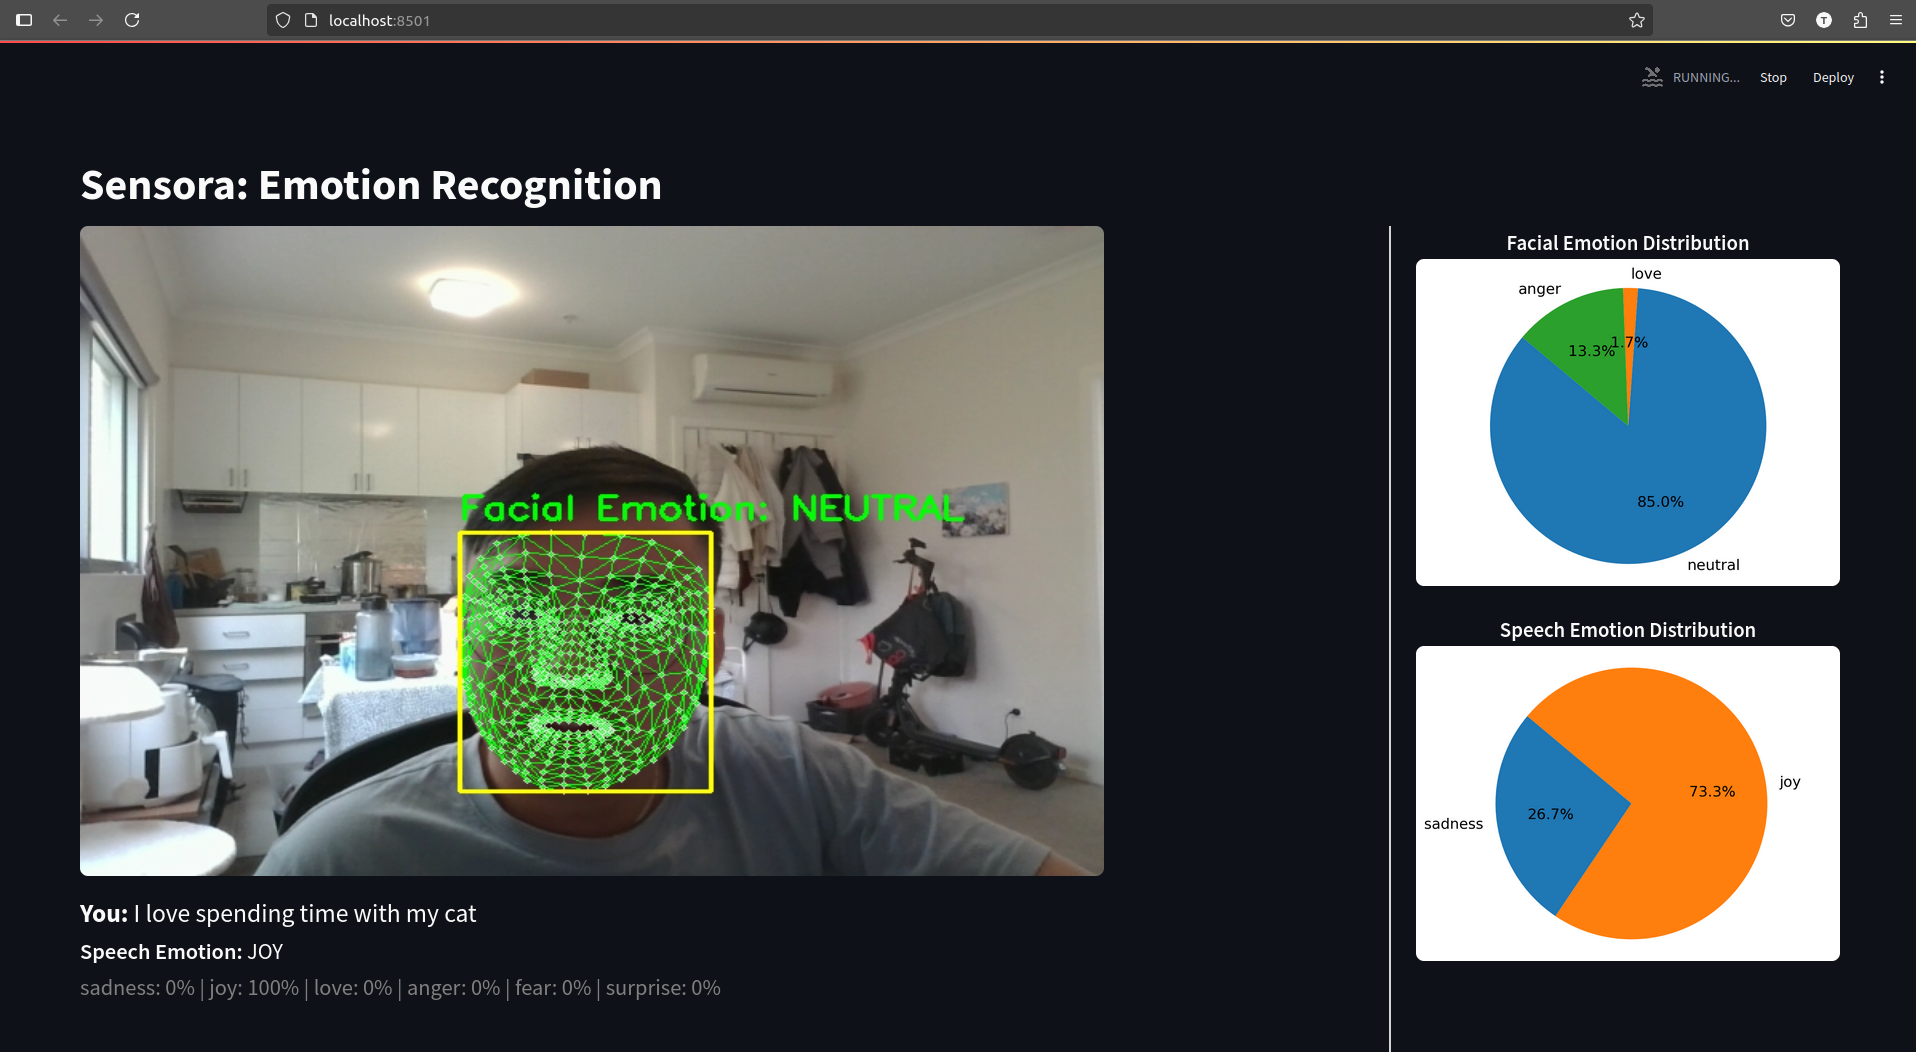 localhost:8501
T
RUNNING...
Stop
Deploy
Sensora: Emotion Recognition
Facial Emotion: NEUTRAL
You: I love spending time with my cat
Speech Emotion: JOY
sadness: 0% | joy: 100% | love: 0% | anger: 0% | fear: 0% | surprise: 0%
Facial Emotion Distribution
love
anger
1.7%
13.3%
85.0%
neutral
Speech Emotion Distribution
joy
73.3%
26.7%
sadness